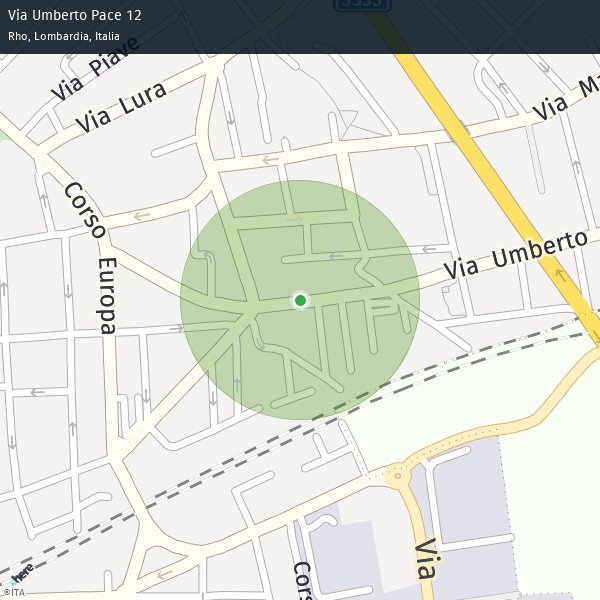 Via Umberto Pace 12
Rho, Lombardia, Italia
Via Piave
Via Lura
Corso Europa
Via Umberto
Via Ma
Via
Cors
here
©ITA